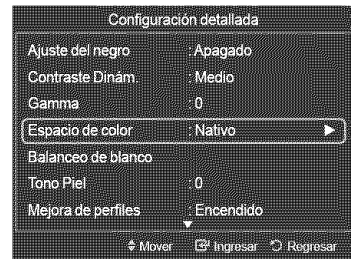 Configuración detallada
Ajuste del negro : Apagado
Contraste Dinám. : Medio
Gamma : 0
Espacio de color : Nativo
Balanceo de blanco
Tono Piel : 0
Mejora de perfiles : Encendido
Mover Ingresar Regresar